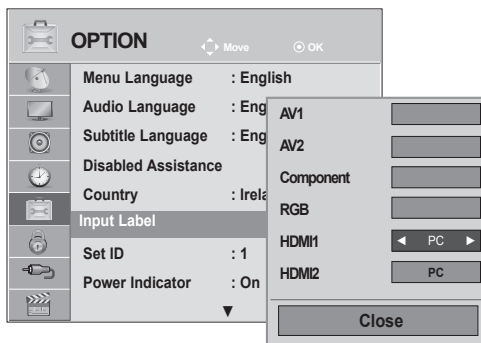 OPTION
Move
OK
Menu Language : English
Audio Language : Eng
Subtitle Language : Eng
Disabled Assistance
Country : Irela
Input Label
Set ID : 1
Power Indicator : On
▼
AV1
AV2
Component
RGB
HDMI1 ◄ PC ►
HDMI2 PC
Close